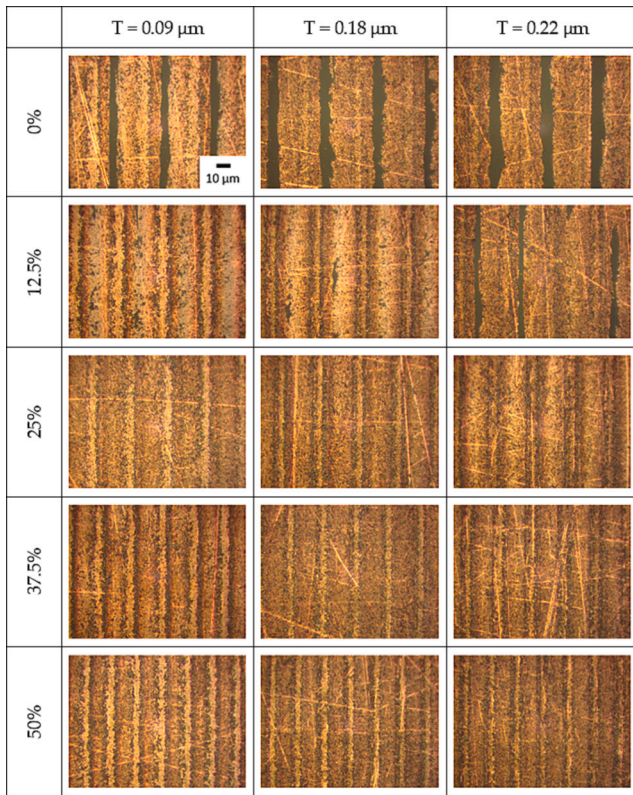 T = 0.09 µm
T = 0.18 µm
T = 0.22 µm
0%
10 µm
12.5%
25%
37.5%
50%